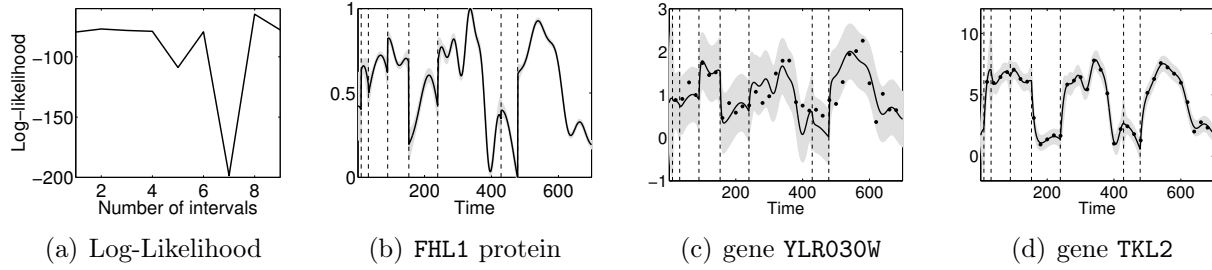 Log−likelihood
−100
−150
−200
2 4 6 8
Number of intervals
(a) Log-Likelihood
1
0.5
0
200 400 600
Time
(b) FHL1 protein
3
2
1
0
−1
200 400 600
Time
(c) gene YLR030W
10
5
0
200 400 600
Time
(d) gene TKL2